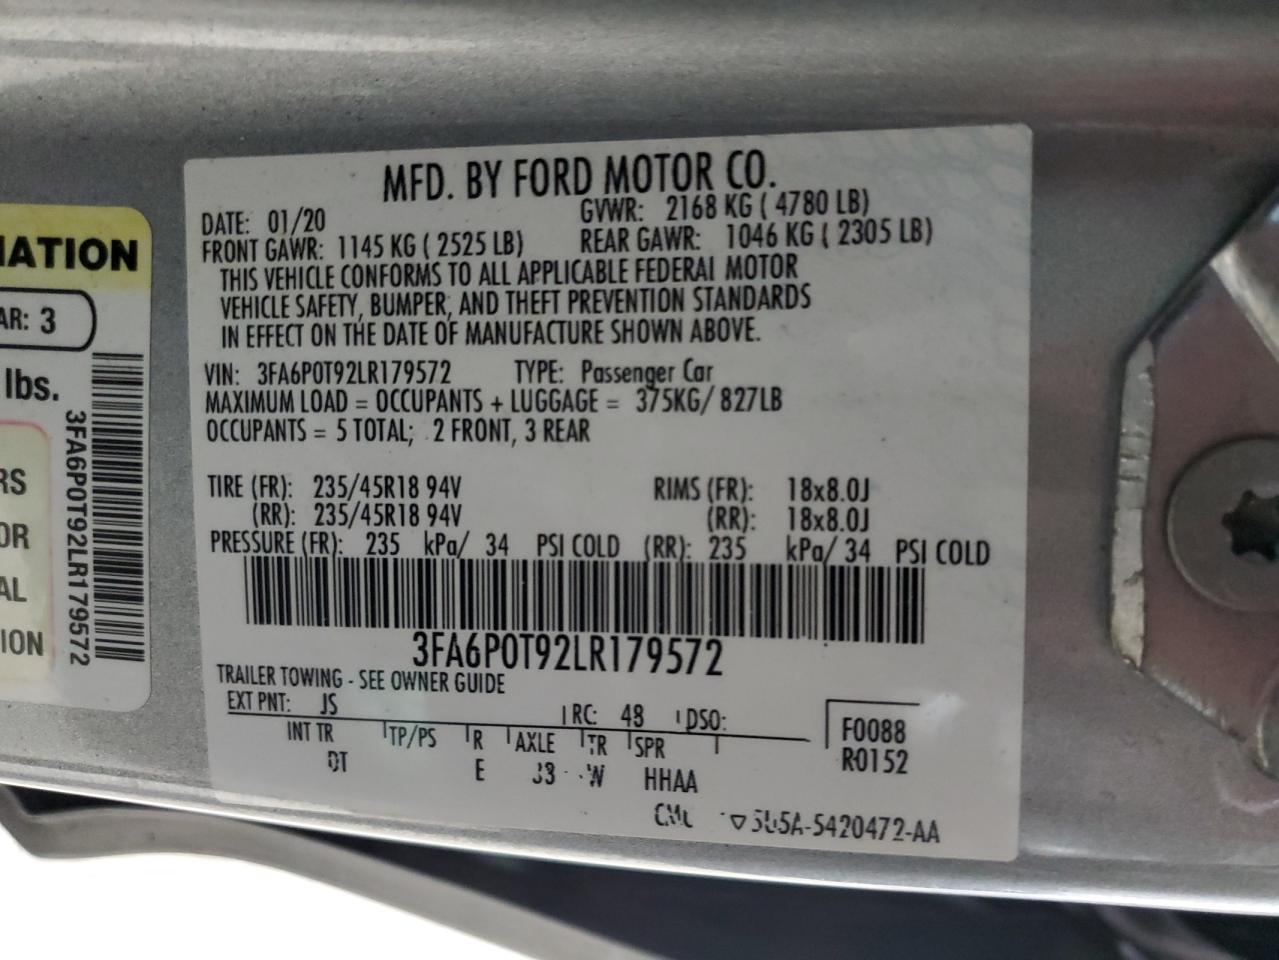 MATION
AR: 3
lbs.
RS
OR
AL
ION
3FA6P0T92LR179572
MFD. BY FORD MOTOR CO.
DATE: 01/20 GVWR: 2168 KG ( 4780 LB)
FRONT GAWR: 1145 KG ( 2525 LB) REAR GAWR: 1046 KG ( 2305 LB)
THIS VEHICLE CONFORMS TO ALL APPLICABLE FEDERAL MOTOR
VEHICLE SAFETY, BUMPER, AND THEFT PREVENTION STANDARDS
IN EFFECT ON THE DATE OF MANUFACTURE SHOWN ABOVE.
VIN: 3FA6P0T92LR179572 TYPE: Passenger Car
MAXIMUM LOAD = OCCUPANTS + LUGGAGE = 375KG/ 827LB
OCCUPANTS = 5 TOTAL; 2 FRONT, 3 REAR
TIRE (FR): 235/45R18 94V RIMS (FR): 18x8.0J
(RR): 235/45R18 94V (RR): 18x8.0J
PRESSURE (FR): 235 kPa/ 34 PSI COLD (RR): 235 kPa/ 34 PSI COLD
3FA6P0T92LR179572
TRAILER TOWING - SEE OWNER GUIDE
EXT PNT: JS RC: 48 DSO: F0088
INT TR TP/PS R AXLE TR SPR R0152
DT E J3 W HHAA
5U5A-5420472-AA